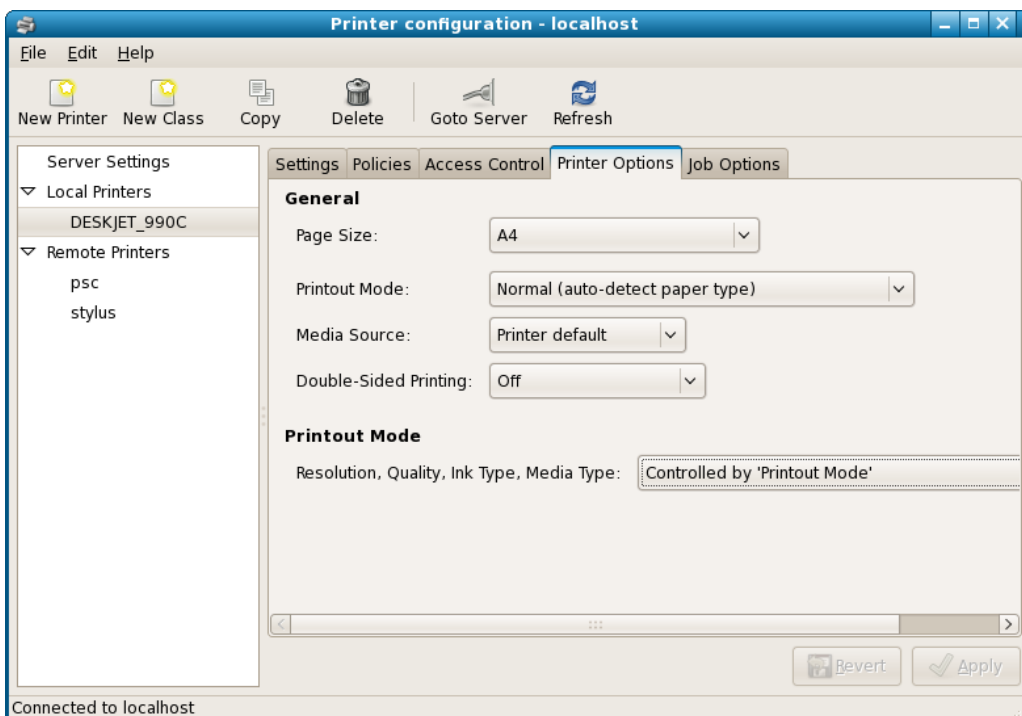 Printer configuration - localhost
File Edit Help
New Printer New Class Copy Delete Goto Server Refresh
Server Settings
Local Printers
DESKJET_990C
Remote Printers
psc
stylus
Settings Policies Access Control Printer Options Job Options
General
Page Size: A4
Printout Mode: Normal (auto-detect paper type)
Media Source: Printer default
Double-Sided Printing: Off
Printout Mode
Resolution, Quality, Ink Type, Media Type: Controlled by 'Printout Mode'
Revert Apply
Connected to localhost